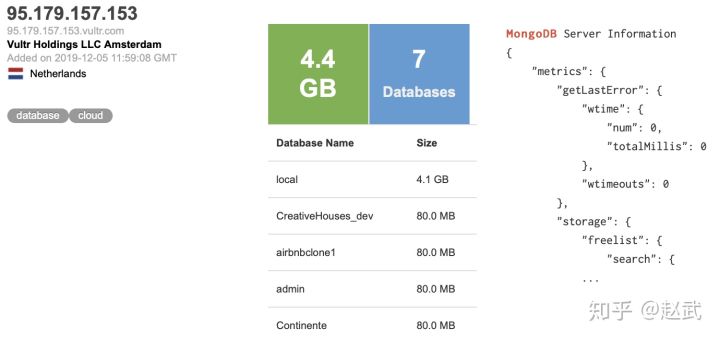 95.179.157.153
95.179.157.153.vultr.com
Vultr Holdings LLC Amsterdam
Added on 2019-12-05 11:59:08 GMT
Netherlands
database cloud
4.4 GB
7 Databases
Database Name Size
local 4.1 GB
CreativeHouses_dev 80.0 MB
airbnbclone1 80.0 MB
admin 80.0 MB
Continente 80.0 MB
MongoDB Server Information
{
"metrics": {
"getLastError": {
"wtime": {
"num": 0,
"totalMillis": 0
},
"wtimeouts": 0
},
"storage": {
"freelist": {
"search": {
...
知乎 @赵武